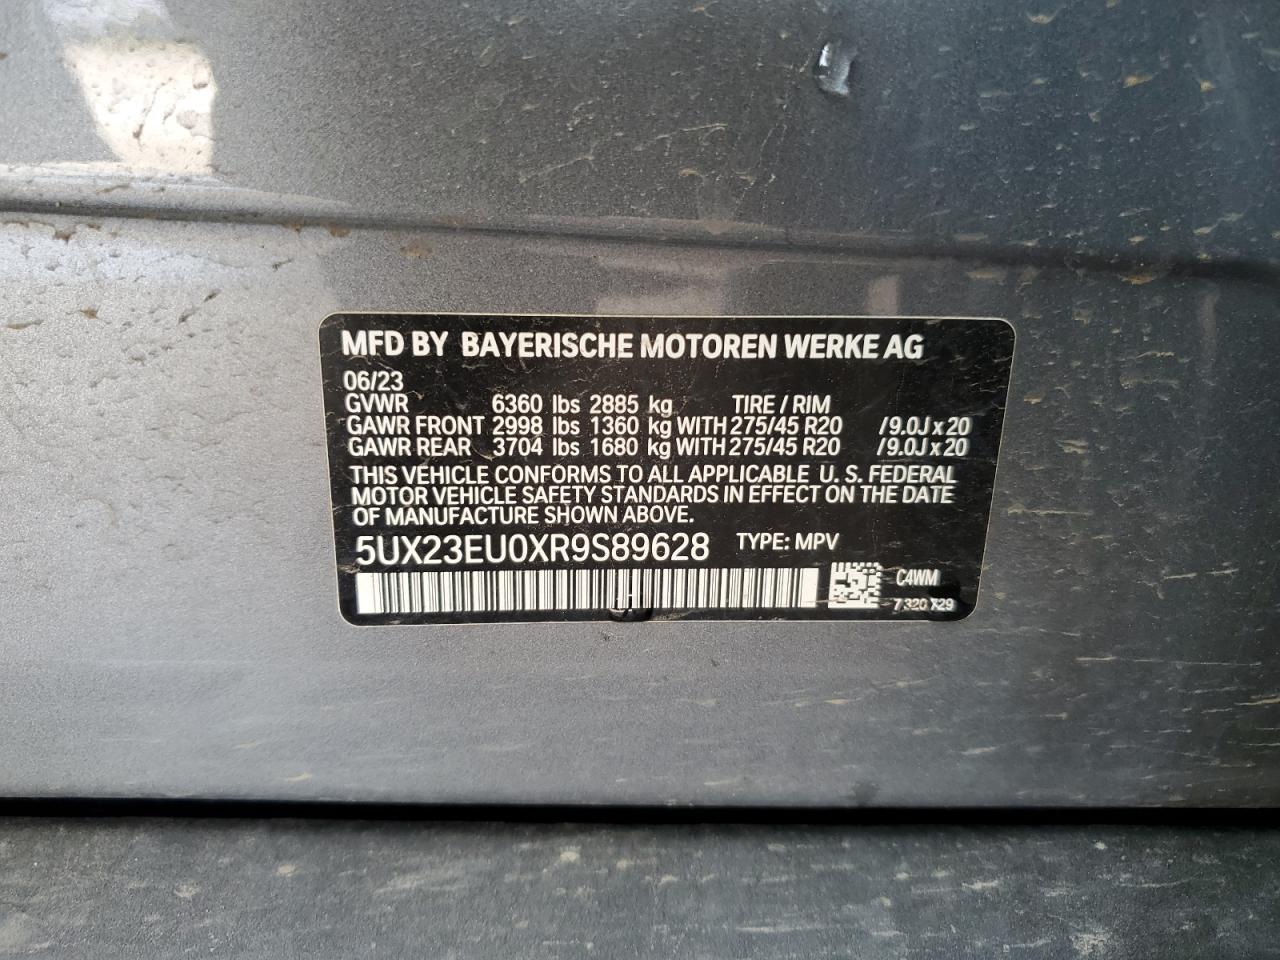 MFD BY BAYERISCHE MOTOREN WERKE AG
06/23
GVWR 6360 lbs 2885 kg TIRE / RIM
GAWR FRONT 2998 lbs 1360 kg WITH 275/45 R20 / 9.0J x 20
GAWR REAR 3704 lbs 1680 kg WITH 275/45 R20 / 9.0J x 20
THIS VEHICLE CONFORMS TO ALL APPLICABLE U. S. FEDERAL
MOTOR VEHICLE SAFETY STANDARDS IN EFFECT ON THE DATE
OF MANUFACTURE SHOWN ABOVE.
5UX23EU0XR9S89628 TYPE: MPV
C4WM